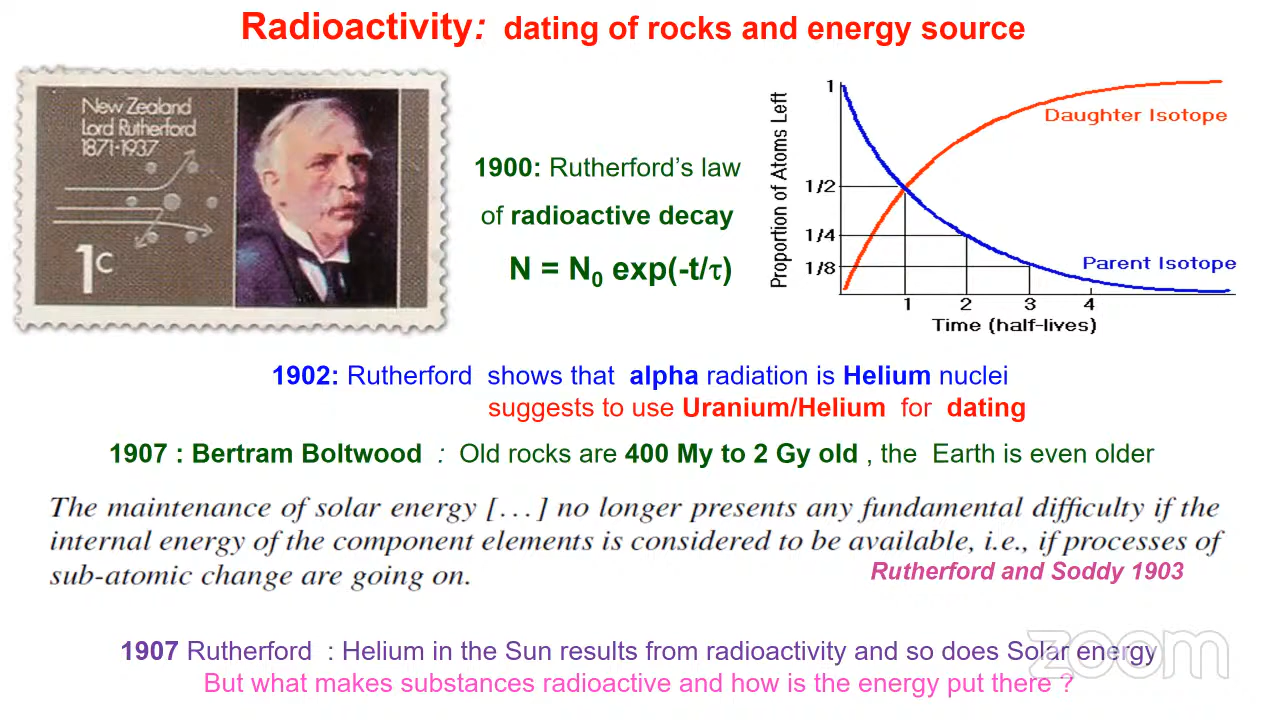 Radioactivity: dating of rocks and energy source
New Zealand
Lord Rutherford
1871-1937
1c
1900: Rutherford's law
of radioactive decay
N = N₀ exp(-t/τ)
Proportion of Atoms Left
1
1/2
1/4
1/8
Daughter Isotope
Parent Isotope
1 2 3 4
Time (half-lives)
1902: Rutherford shows that alpha radiation is Helium nuclei
suggests to use Uranium/Helium for dating
1907 : Bertram Boltwood : Old rocks are 400 My to 2 Gy old , the Earth is even older
The maintenance of solar energy [...] no longer presents any fundamental difficulty if the
internal energy of the component elements is considered to be available, i.e., if processes of
sub-atomic change are going on.
Rutherford and Soddy 1903
1907 Rutherford : Helium in the Sun results from radioactivity and so does Solar energy
But what makes substances radioactive and how is the energy put there ?
zoom